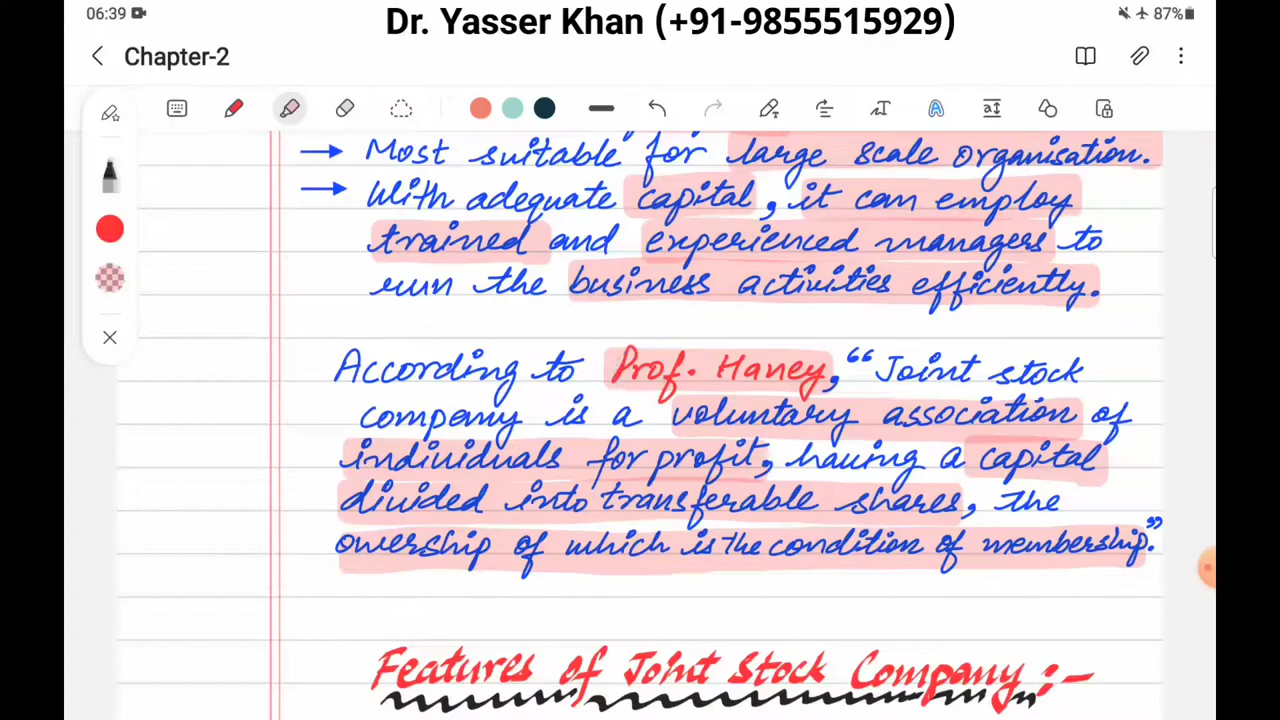 06:39
87%
Dr. Yasser Khan (+91-9855515929)
Chapter-2
→ Most suitable for large scale organisation.
→ With adequate capital, it can employ
trained and experienced managers to
run the business activities efficiently.
According to Prof. Haney, “Joint stock
company is a voluntary association of
individuals for profit, having a capital
divided into transferable shares, the
owership of which is the condition of membership.”
Features of Joint Stock Company :-